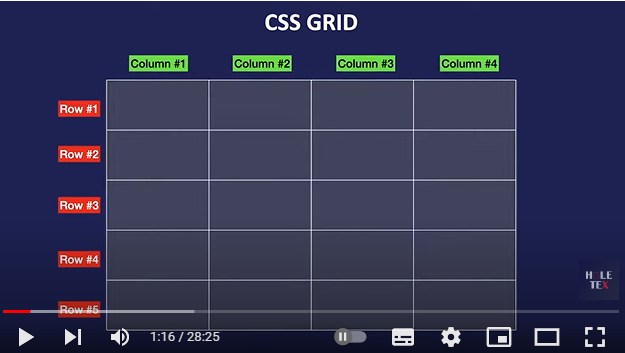 CSS GRID
Column #1 Column #2 Column #3 Column #4
Row #1
Row #2
Row #3
Row #4
H LE
TEX
Row #5
1:16 / 28:25